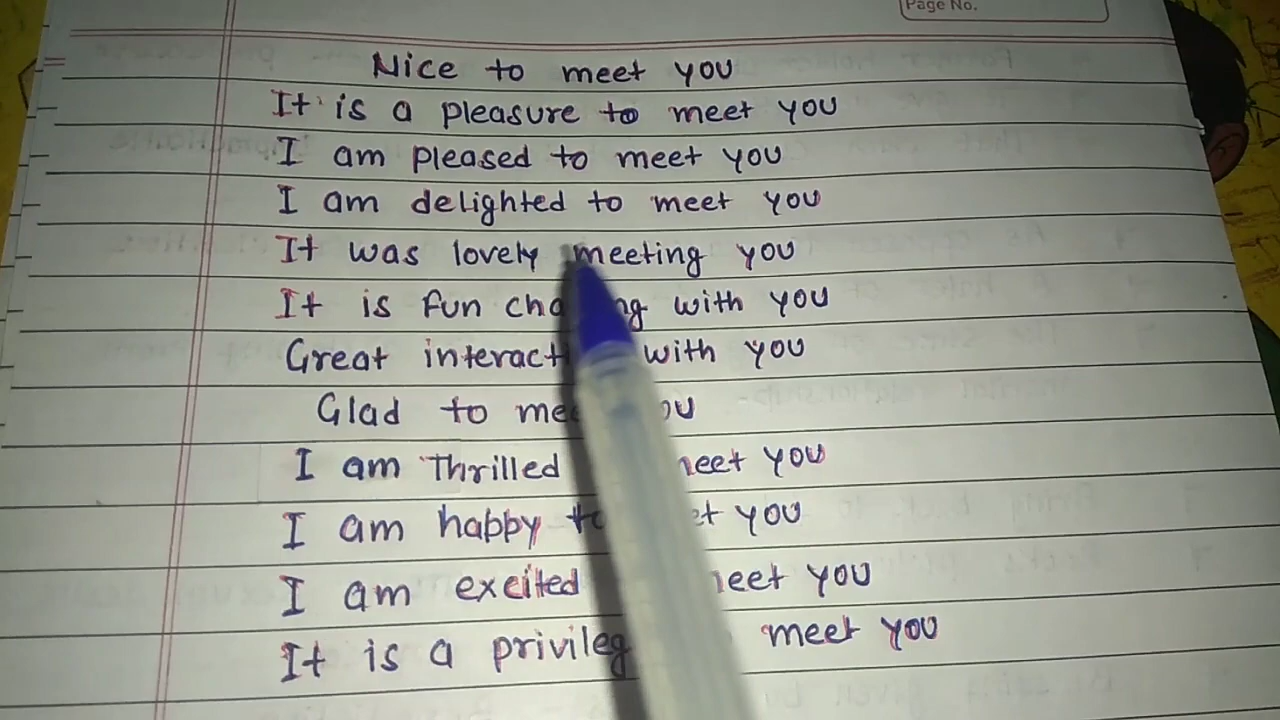 Page No.
Nice to meet you
It is a pleasure to meet you
I am pleased to meet you
I am delighted to meet you
It was lovely meeting you
It is fun with you
Great with you
Glad to
I am Thrilled meet you
I am happy you
I am excited meet you
It is a meet you